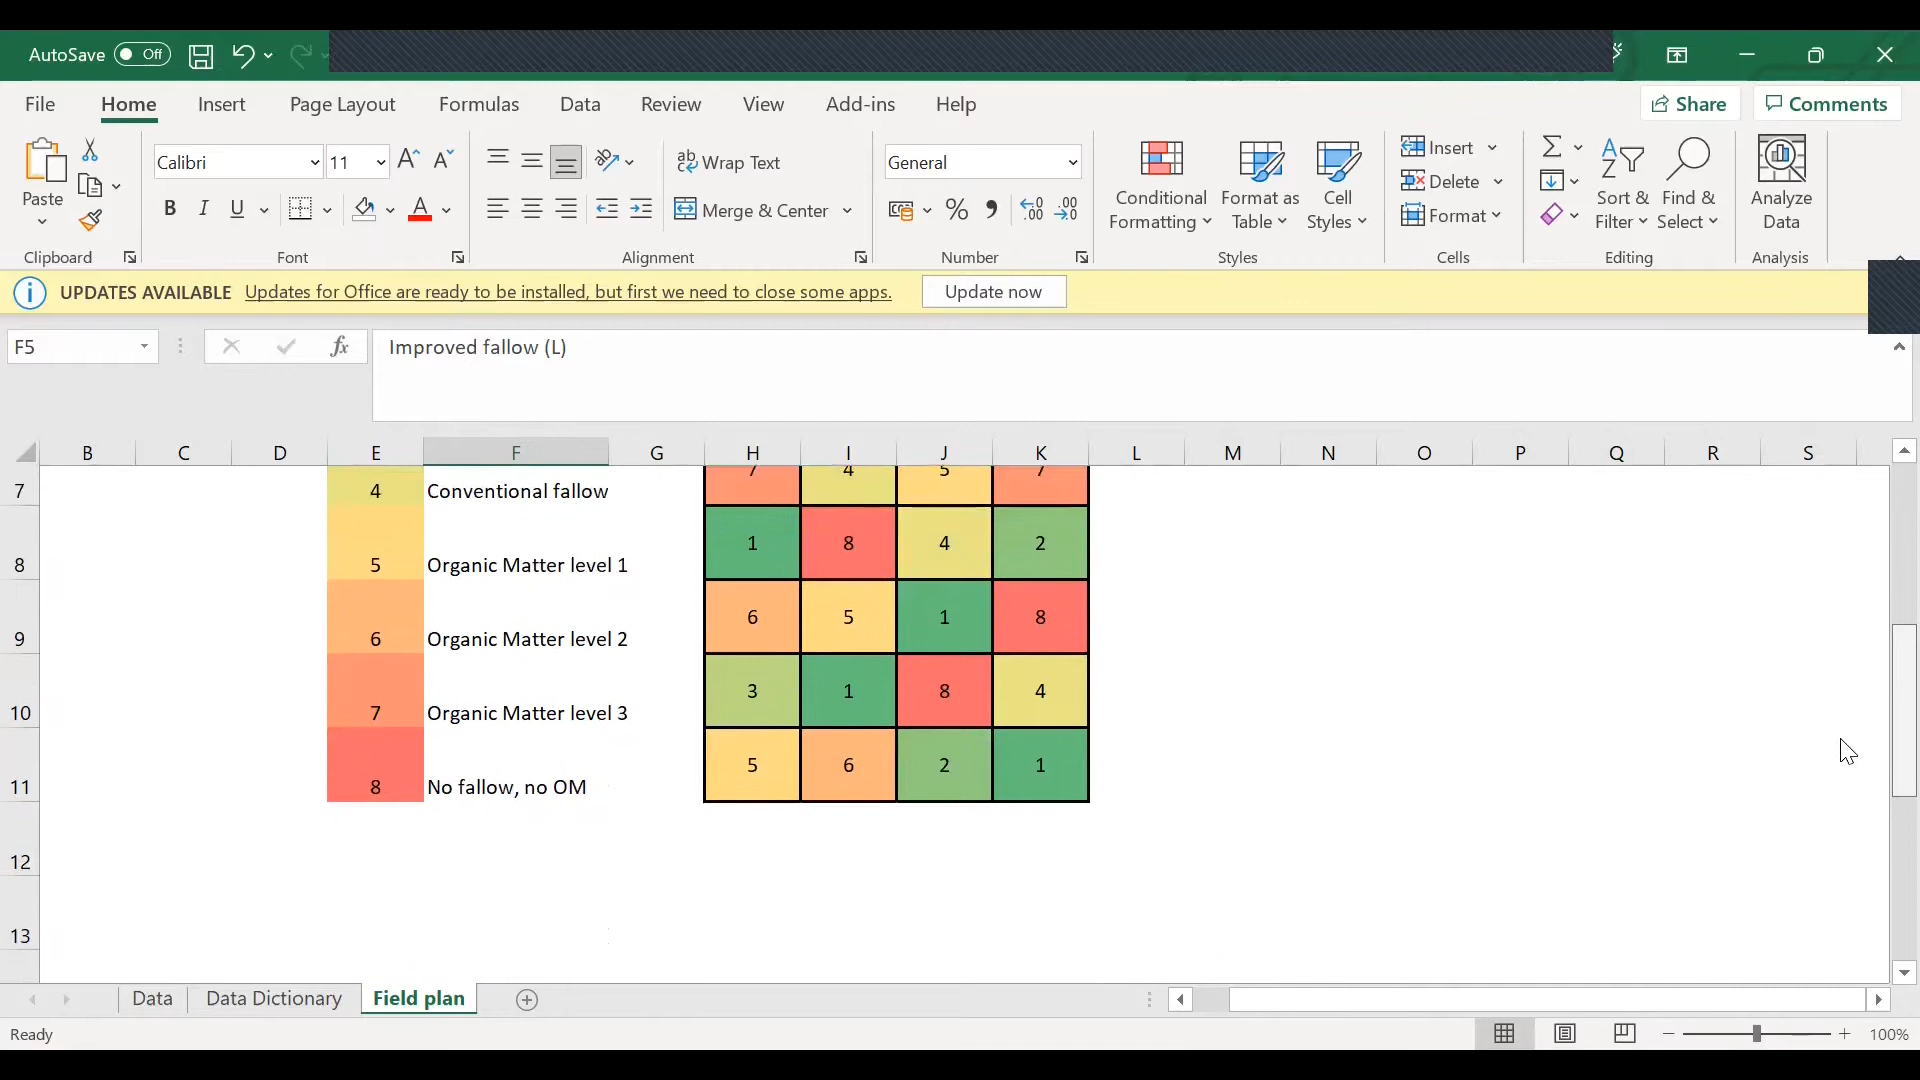 AutoSave Off
File Home Insert Page Layout Formulas Data Review View Add-ins Help Share Comments
Paste
Calibri 11
B I U
Wrap Text
Merge & Center
General
Conditional Formatting
Format as Table
Cell Styles
Insert
Delete
Format
Sort & Filter
Find & Select
Analyze Data
Clipboard Font Alignment Number Styles Cells Editing Analysis
UPDATES AVAILABLE Updates for Office are ready to be installed, but first we need to close some apps. Update now
F5 fx Improved fallow (L)
B C D E F G H I J K L M N O P Q R S
7 4 Conventional fallow 7 4 5 7
8 5 Organic Matter level 1 1 8 4 2
9 6 Organic Matter level 2 6 5 1 8
10 7 Organic Matter level 3 3 1 8 4
11 8 No fallow, no OM 5 6 2 1
12
13
Data Data Dictionary Field plan
Ready 100%